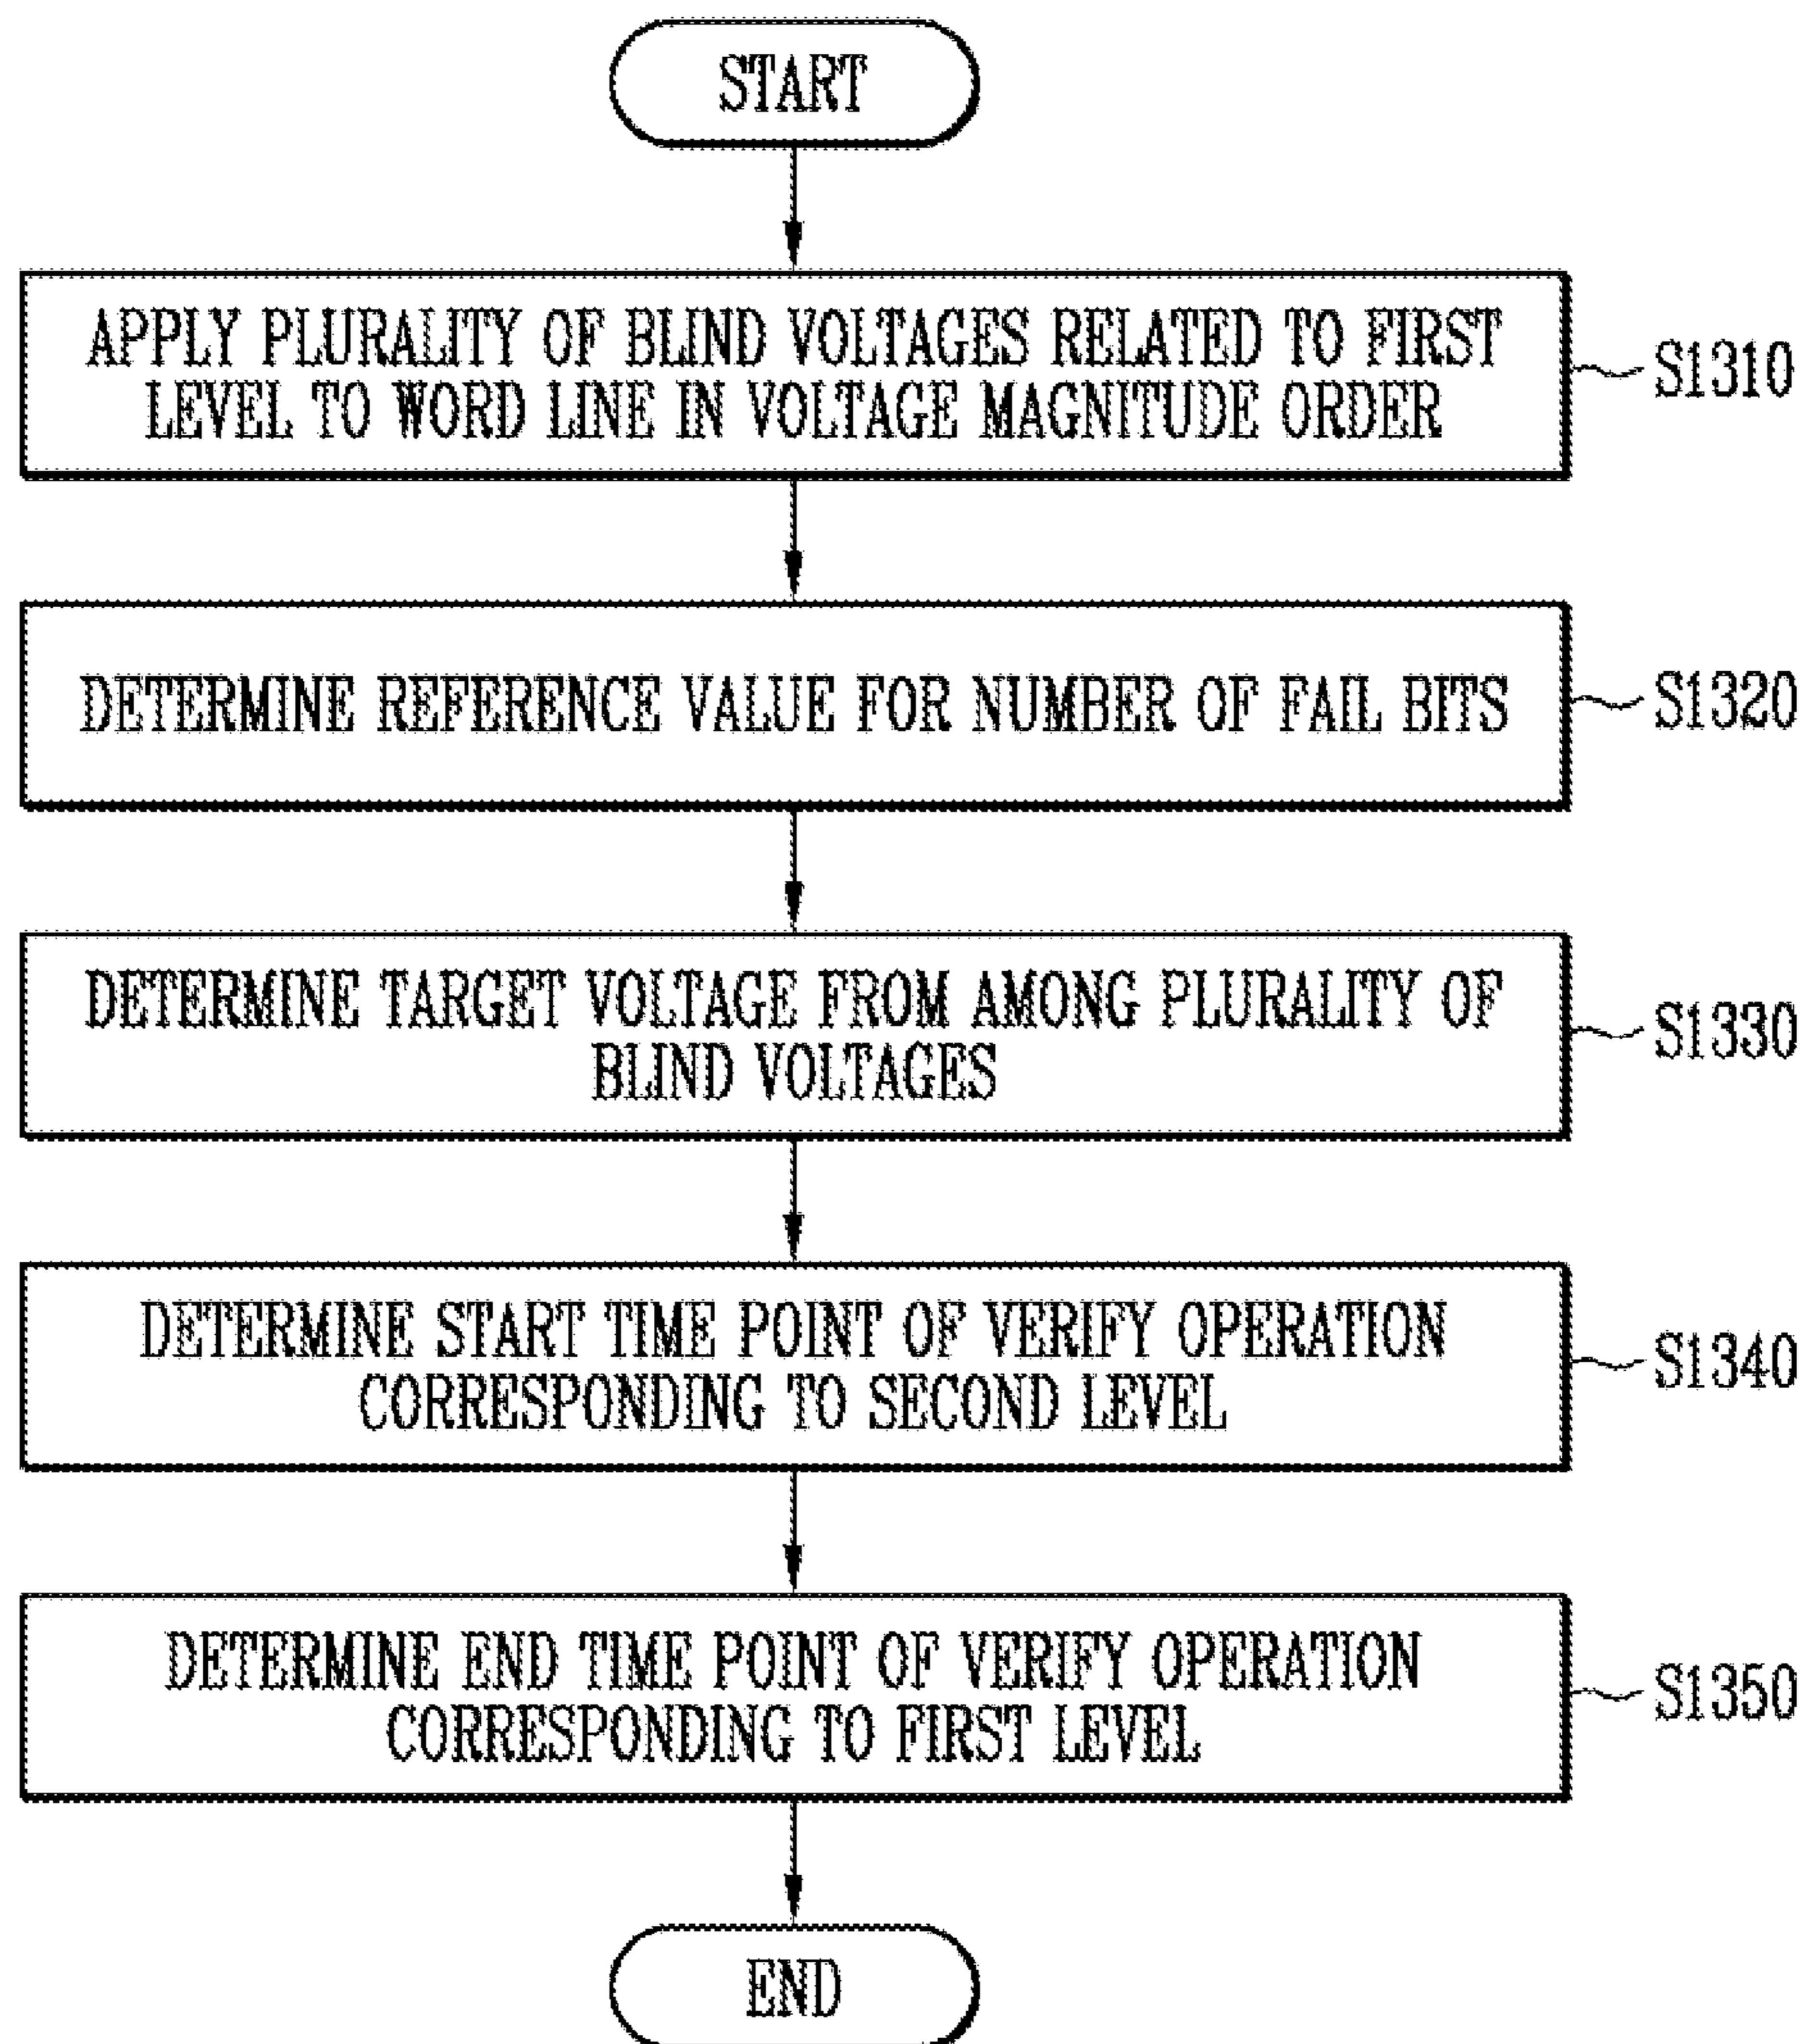 START
APPLY PLURALITY OF BLIND VOLTAGES RELATED TO FIRST
LEVEL TO WORD LINE IN VOLTAGE MAGNITUDE ORDER
S1310
DETERMINE REFERENCE VALUE FOR NUMBER OF FAIL BITS
S1320
DETERMINE TARGET VOLTAGE FROM AMONG PLURALITY OF
BLIND VOLTAGES
S1330
DETERMINE START TIME POINT OF VERIFY OPERATION
CORRESPONDING TO SECOND LEVEL
S1340
DETERMINE END TIME POINT OF VERIFY OPERATION
CORRESPONDING TO FIRST LEVEL
S1350
END